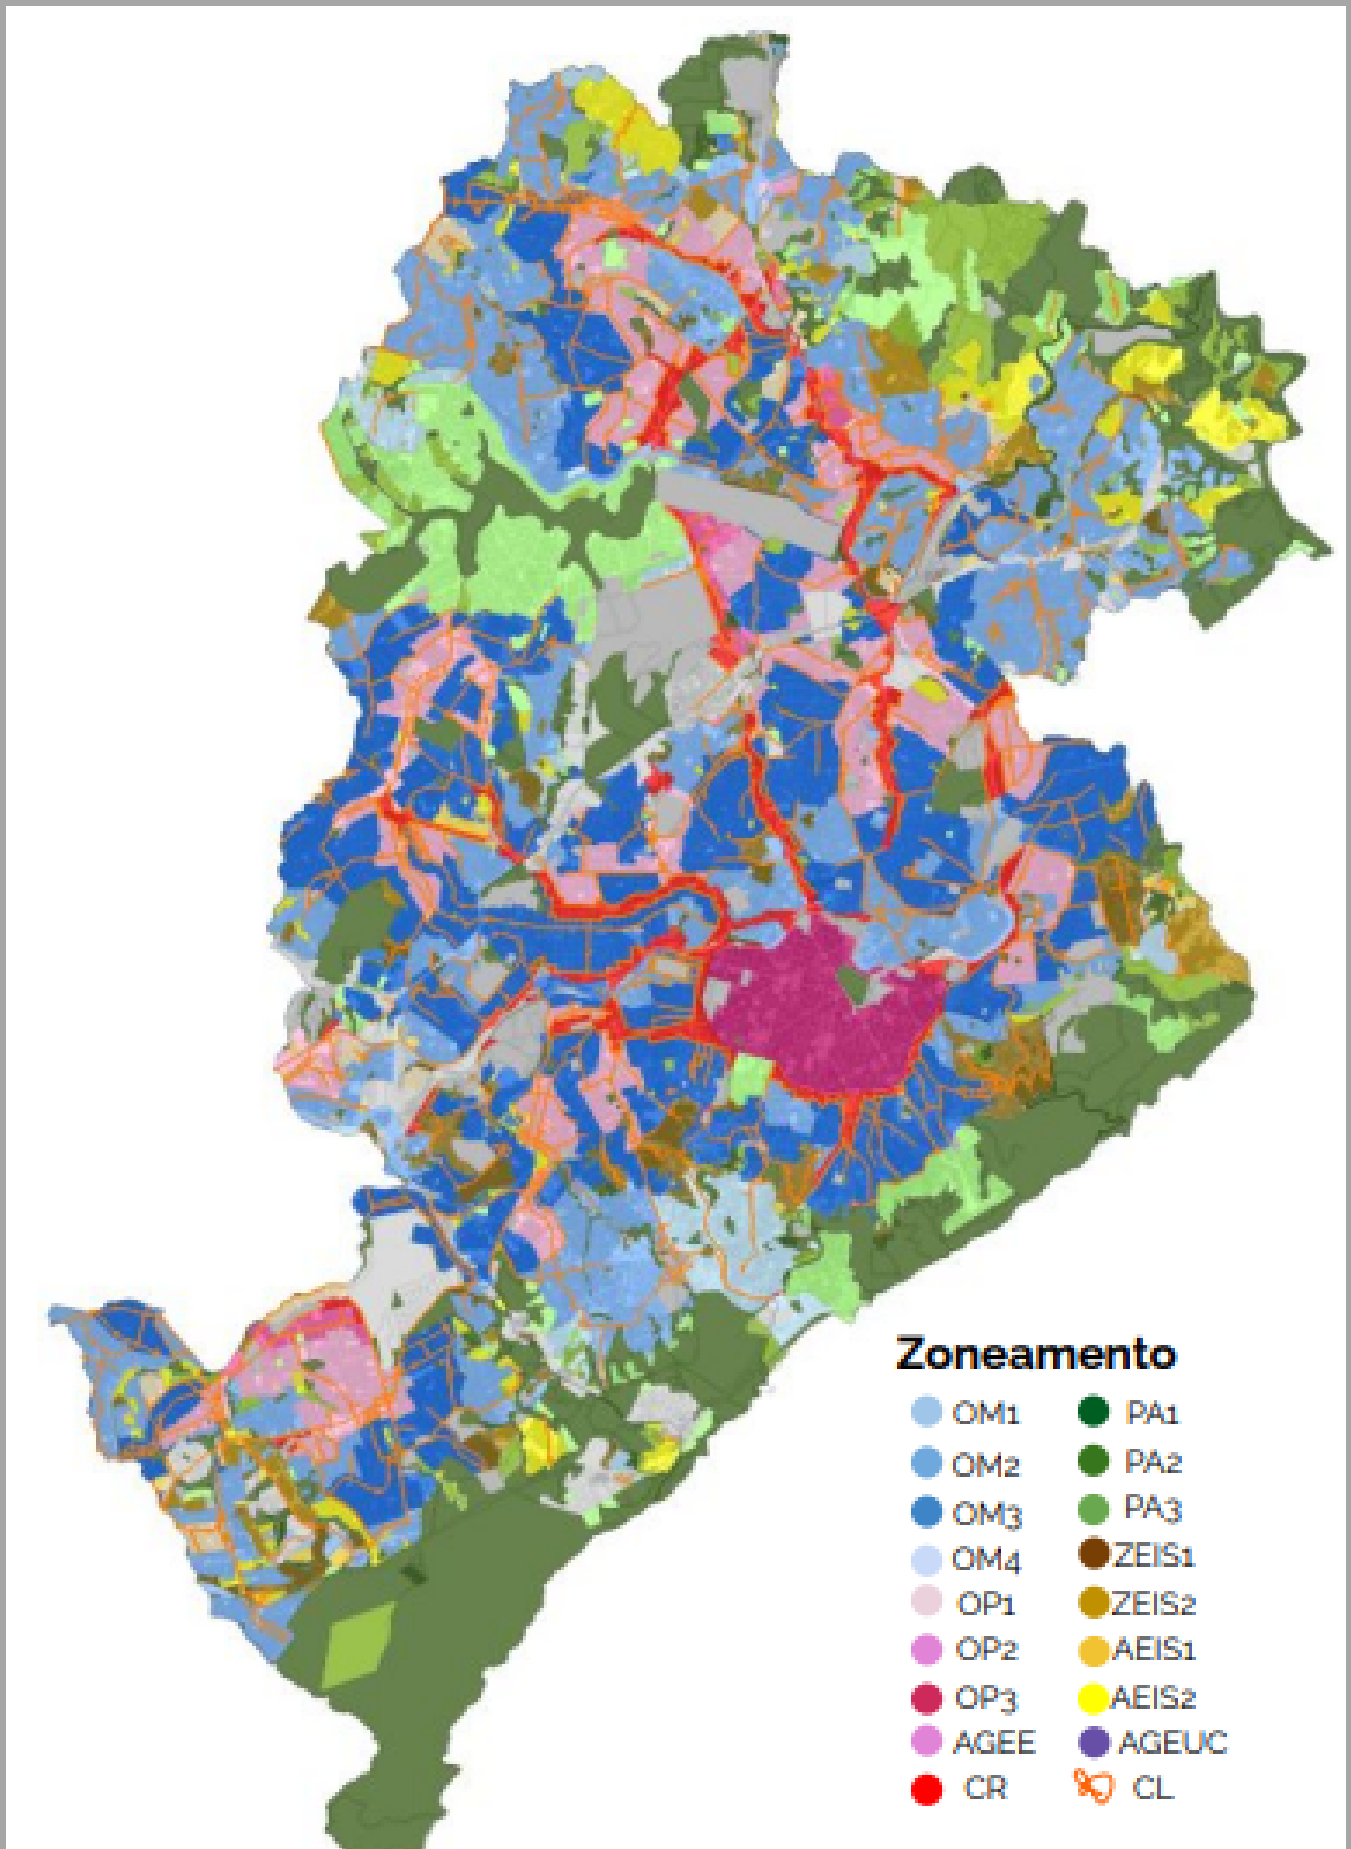 Zoneamento
OM1 PA1
OM2 PA2
OM3 PA3
OM4 ZEIS1
OP1 ZEIS2
OP2 AEIS1
OP3 AEIS2
AGEE AGEUC
CR CL